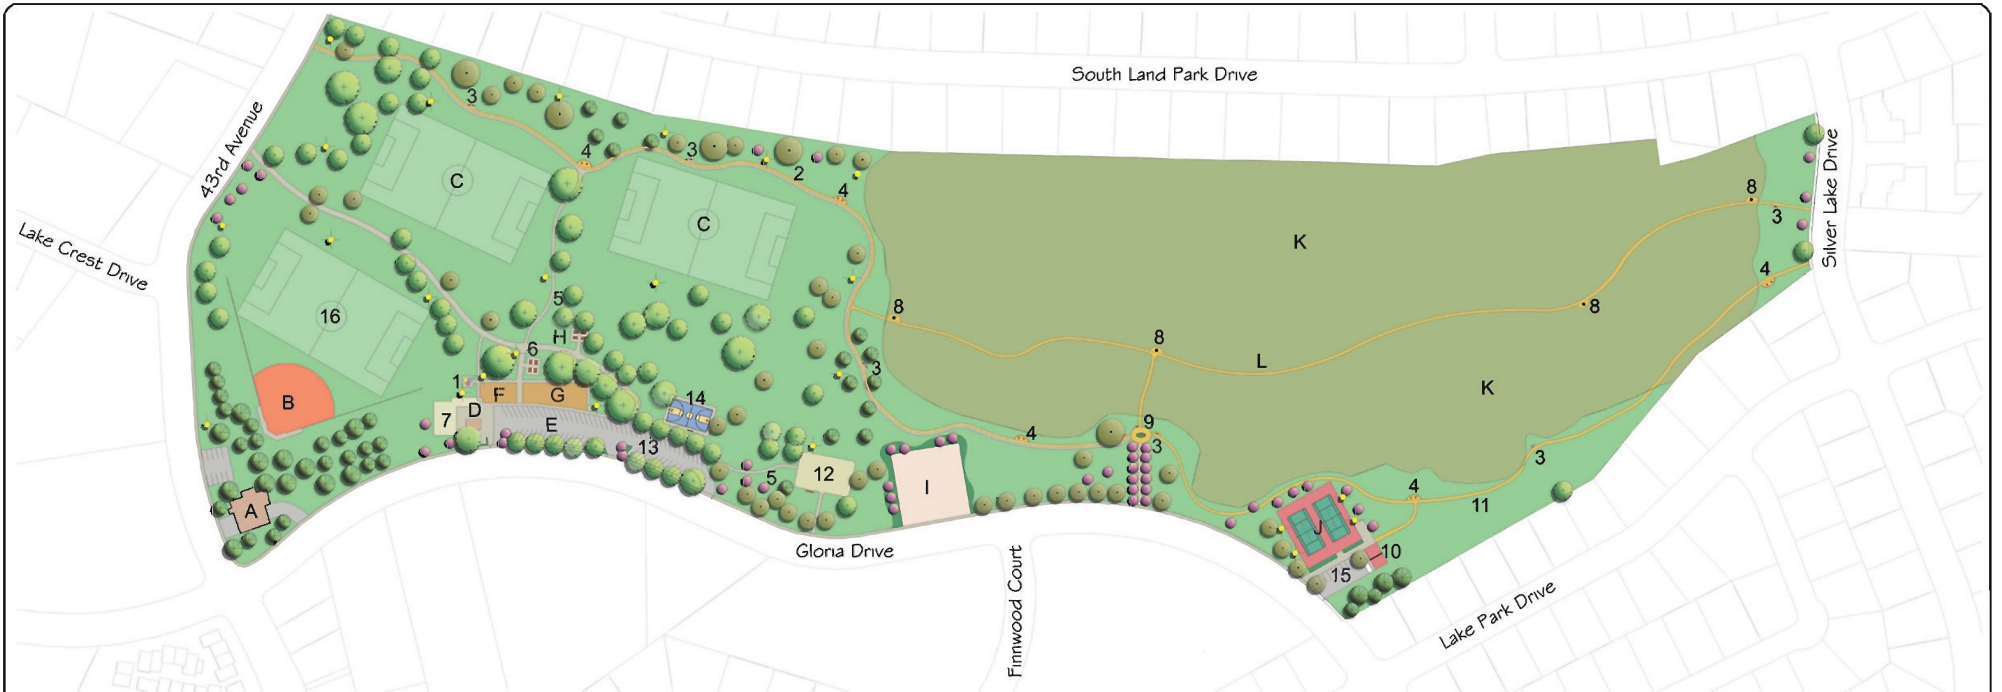 South Land Park Drive
43rd Avenue
Lake Crest Drive
Silver Lake Drive
3
4
3
2
4
C
C
K
8
3
4
16
5
8
8
8
H
6
L
3
K
1
F
G
B
D
7
E
14
13
4
9
3
3
5
12
I
A
4
11
J
10
15
Gloria Drive
Finnwood Court
Lake Park Drive